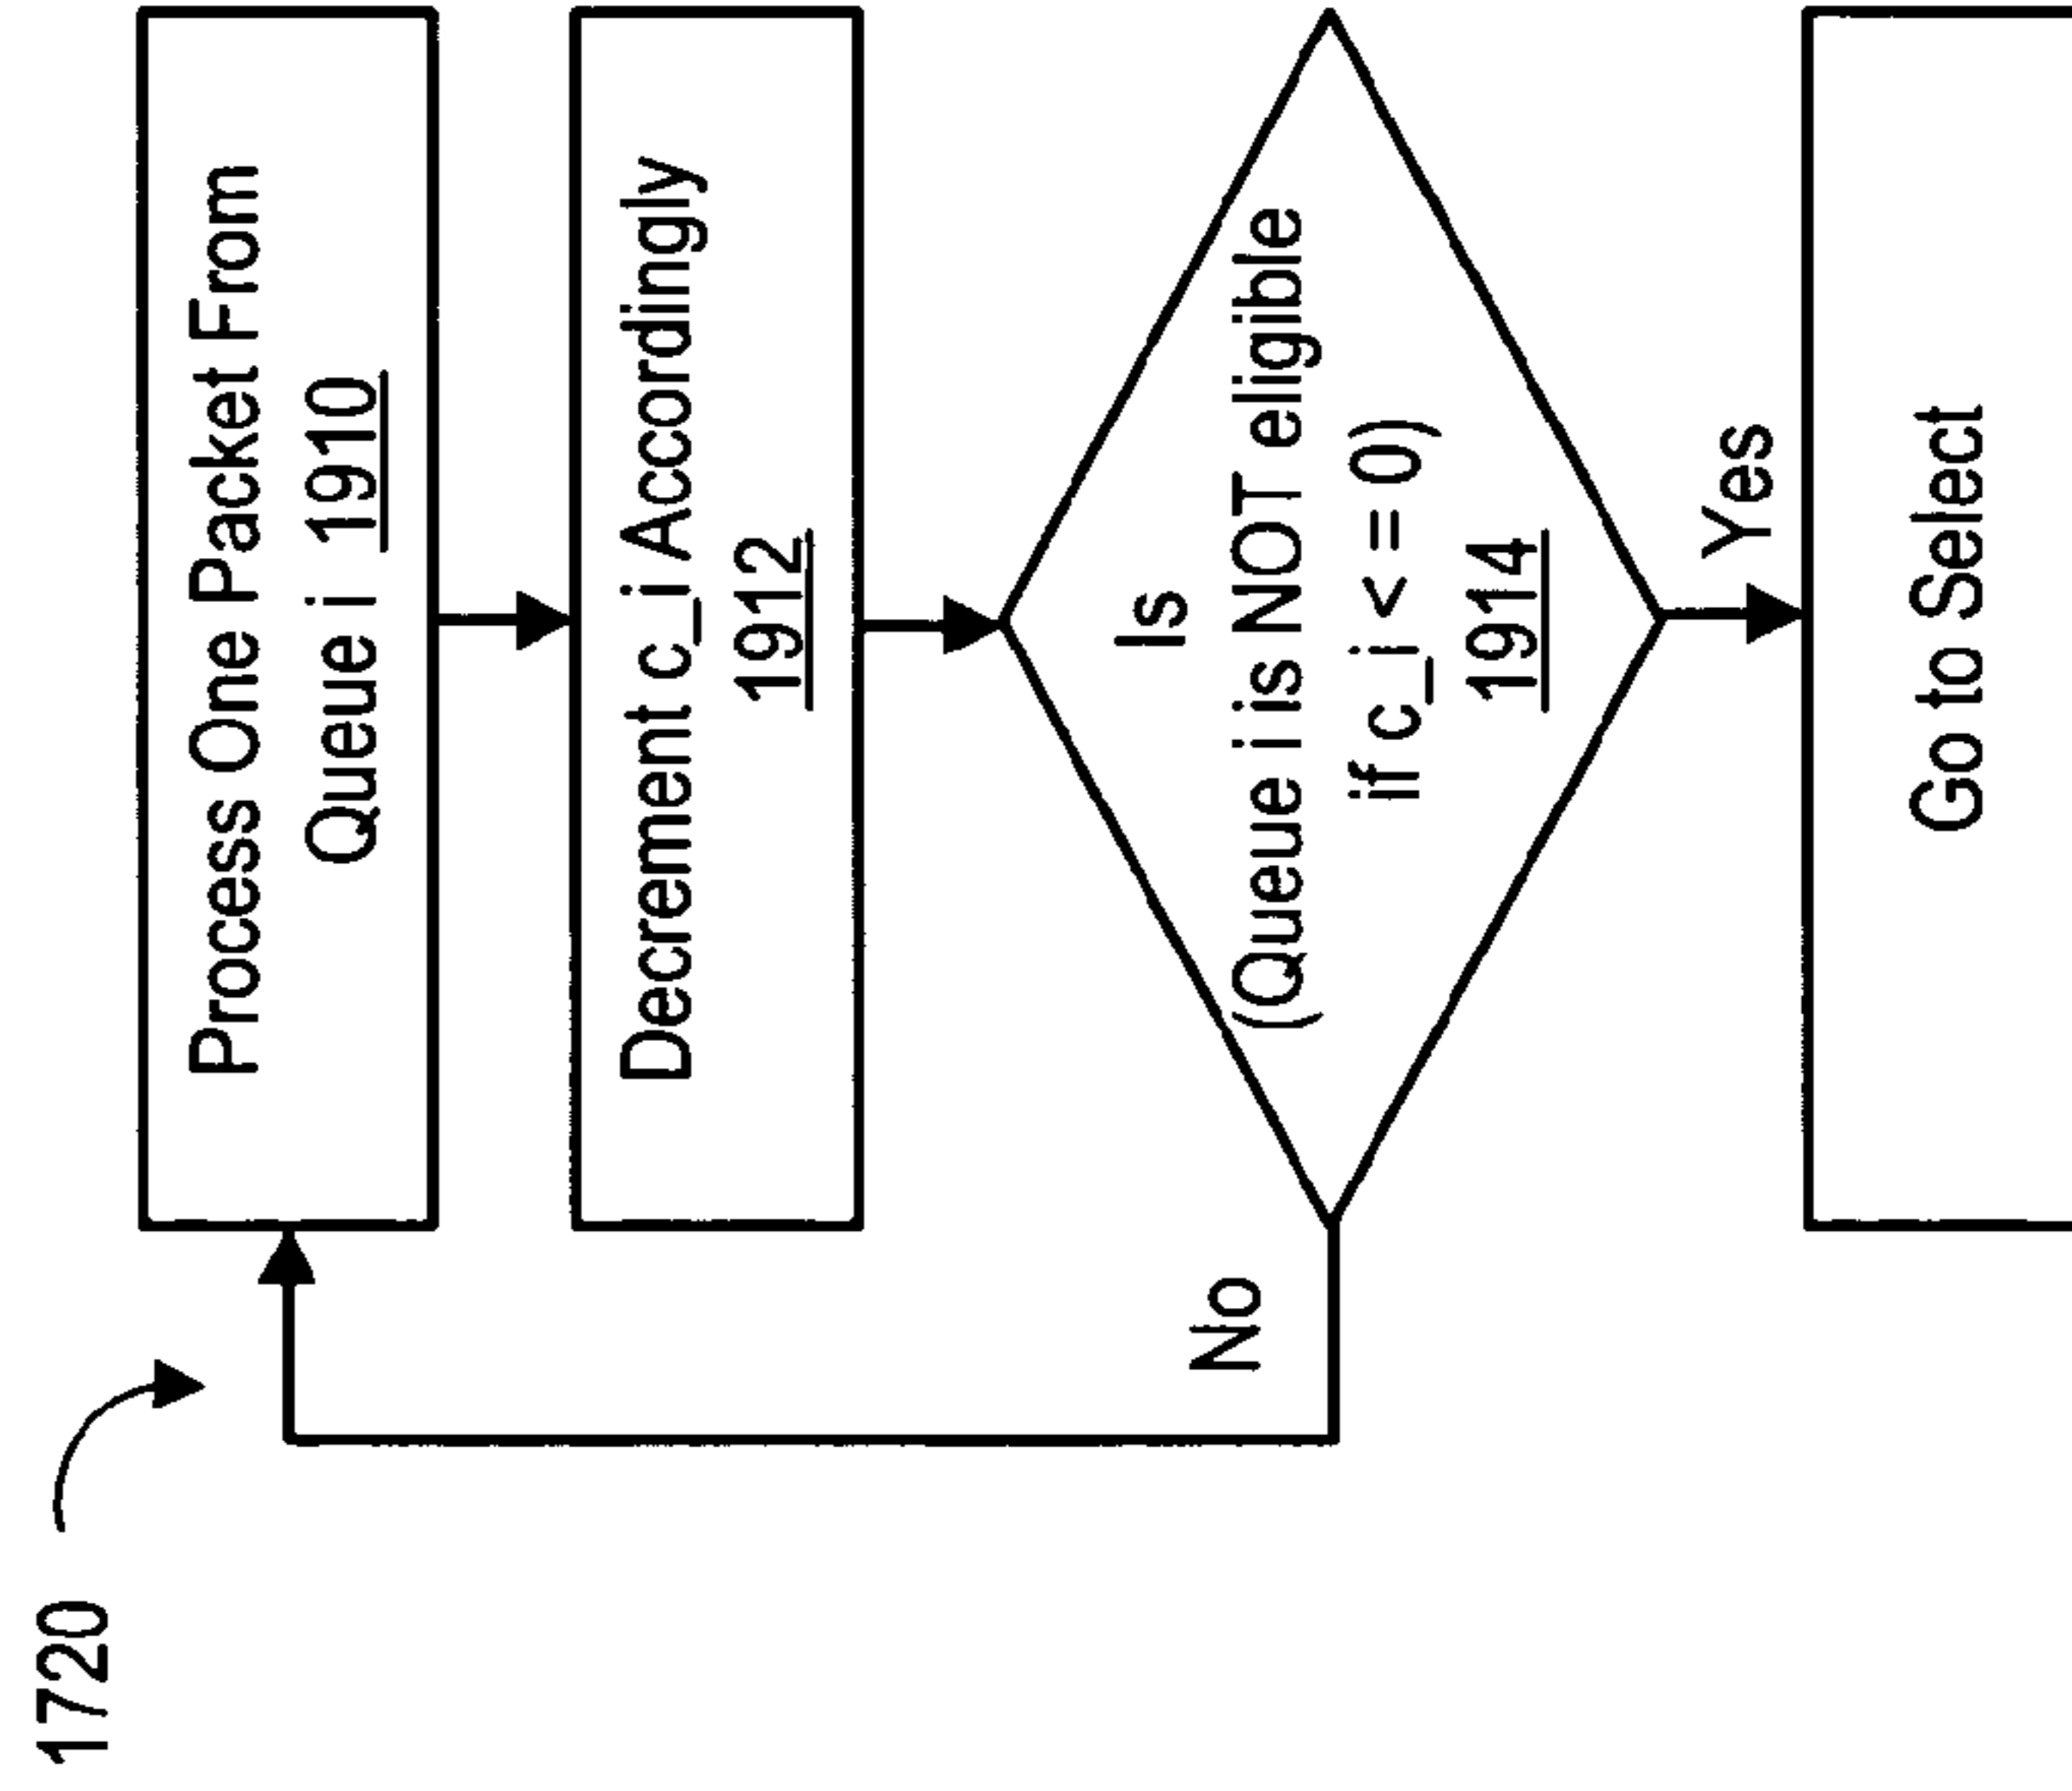 1720
Process One Packet From
Queue i 1910
Decrement c_i Accordingly
1912
Is
(Queue i is NOT eligible
if c_i < = 0)
1914
No
Yes
Go to Select